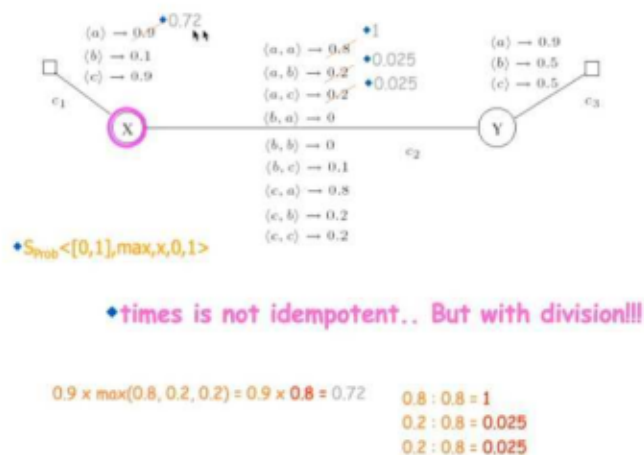 ◆0.72
⟨a⟩ → 0.9
⟨b⟩ → 0.1
⟨c⟩ → 0.9
c₁
X
◆1
◆0.025
◆0.025
⟨a, a⟩ → 0.8
⟨a, b⟩ → 0.2
⟨a, c⟩ → 0.2
⟨b, a⟩ → 0
⟨b, b⟩ → 0
⟨b, c⟩ → 0.1
⟨c, a⟩ → 0.8
⟨c, b⟩ → 0.2
⟨c, c⟩ → 0.2
c₂
⟨a⟩ → 0.9
⟨b⟩ → 0.5
⟨c⟩ → 0.5
Y
c₃
◆S_Prob<[0,1],max,x,0,1>
◆times is not idempotent.. But with division!!!
0.9 x max(0.8, 0.2, 0.2) = 0.9 x 0.8 = 0.72
0.8 : 0.8 = 1
0.2 : 0.8 = 0.025
0.2 : 0.8 = 0.025